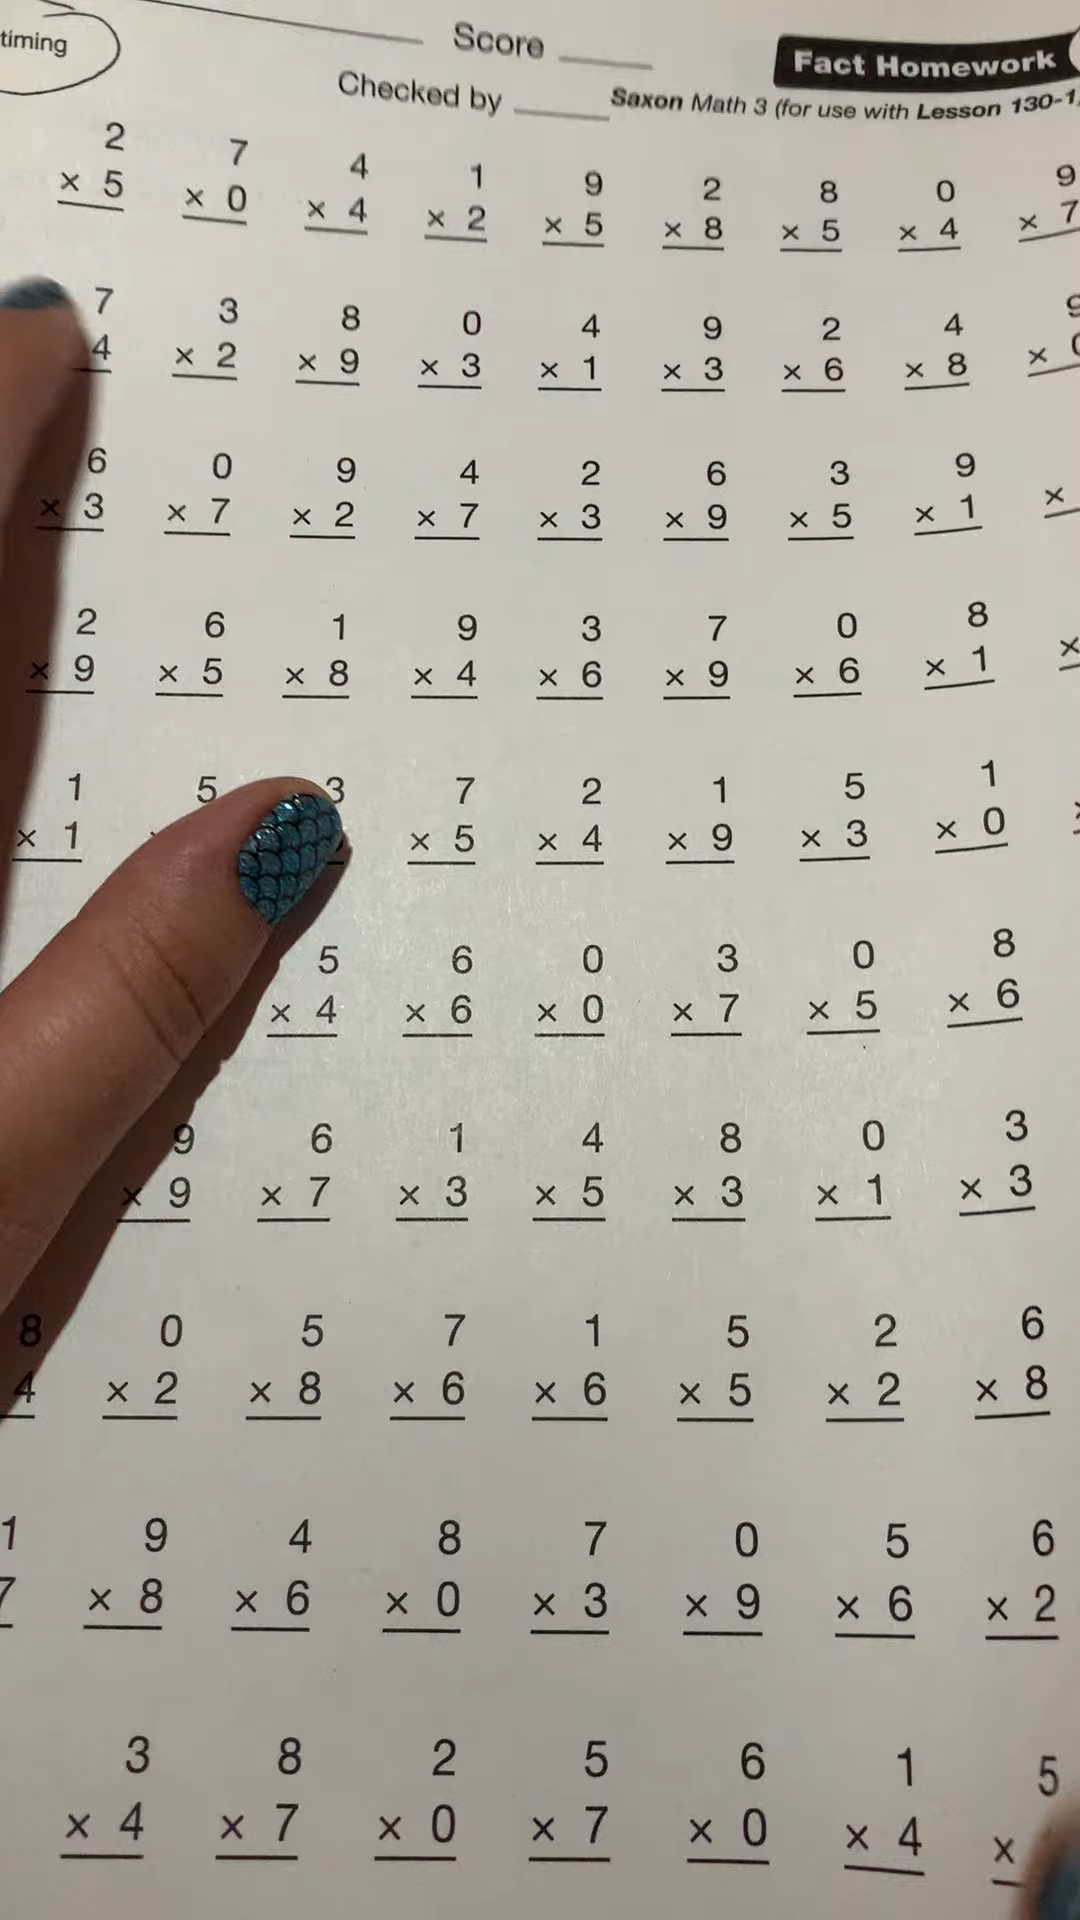 timing
Score
Fact Homework
Checked by
Saxon Math 3 (for use with Lesson 130-1
2 7 4 1 9 2 8 0 9
× 5 × 0 × 4 × 2 × 5 × 8 × 5 × 4 × 7
7 3 8 0 4 9 2 4
4 × 2 × 9 × 3 × 1 × 3 × 6 × 8 ×
6 0 9 4 2 6 3 9
× 3 × 7 × 2 × 7 × 3 × 9 × 5 × 1 ×
2 6 1 9 3 7 0 8
× 9 × 5 × 8 × 4 × 6 × 9 × 6 × 1 ×
1 5 3 7 2 1 5 1
× 1 × 5 × 4 × 9 × 3 × 0
5 6 0 3 0 8
× 4 × 6 × 0 × 7 × 5 × 6
9 6 1 4 8 0 3
× 9 × 7 × 3 × 5 × 3 × 1 × 3
8 0 5 7 1 5 2 6
4 × 2 × 8 × 6 × 6 × 5 × 2 × 8
1 9 4 8 7 0 5 6
7 × 8 × 6 × 0 × 3 × 9 × 6 × 2
3 8 2 5 6 1 5
× 4 × 7 × 0 × 7 × 0 × 4 ×